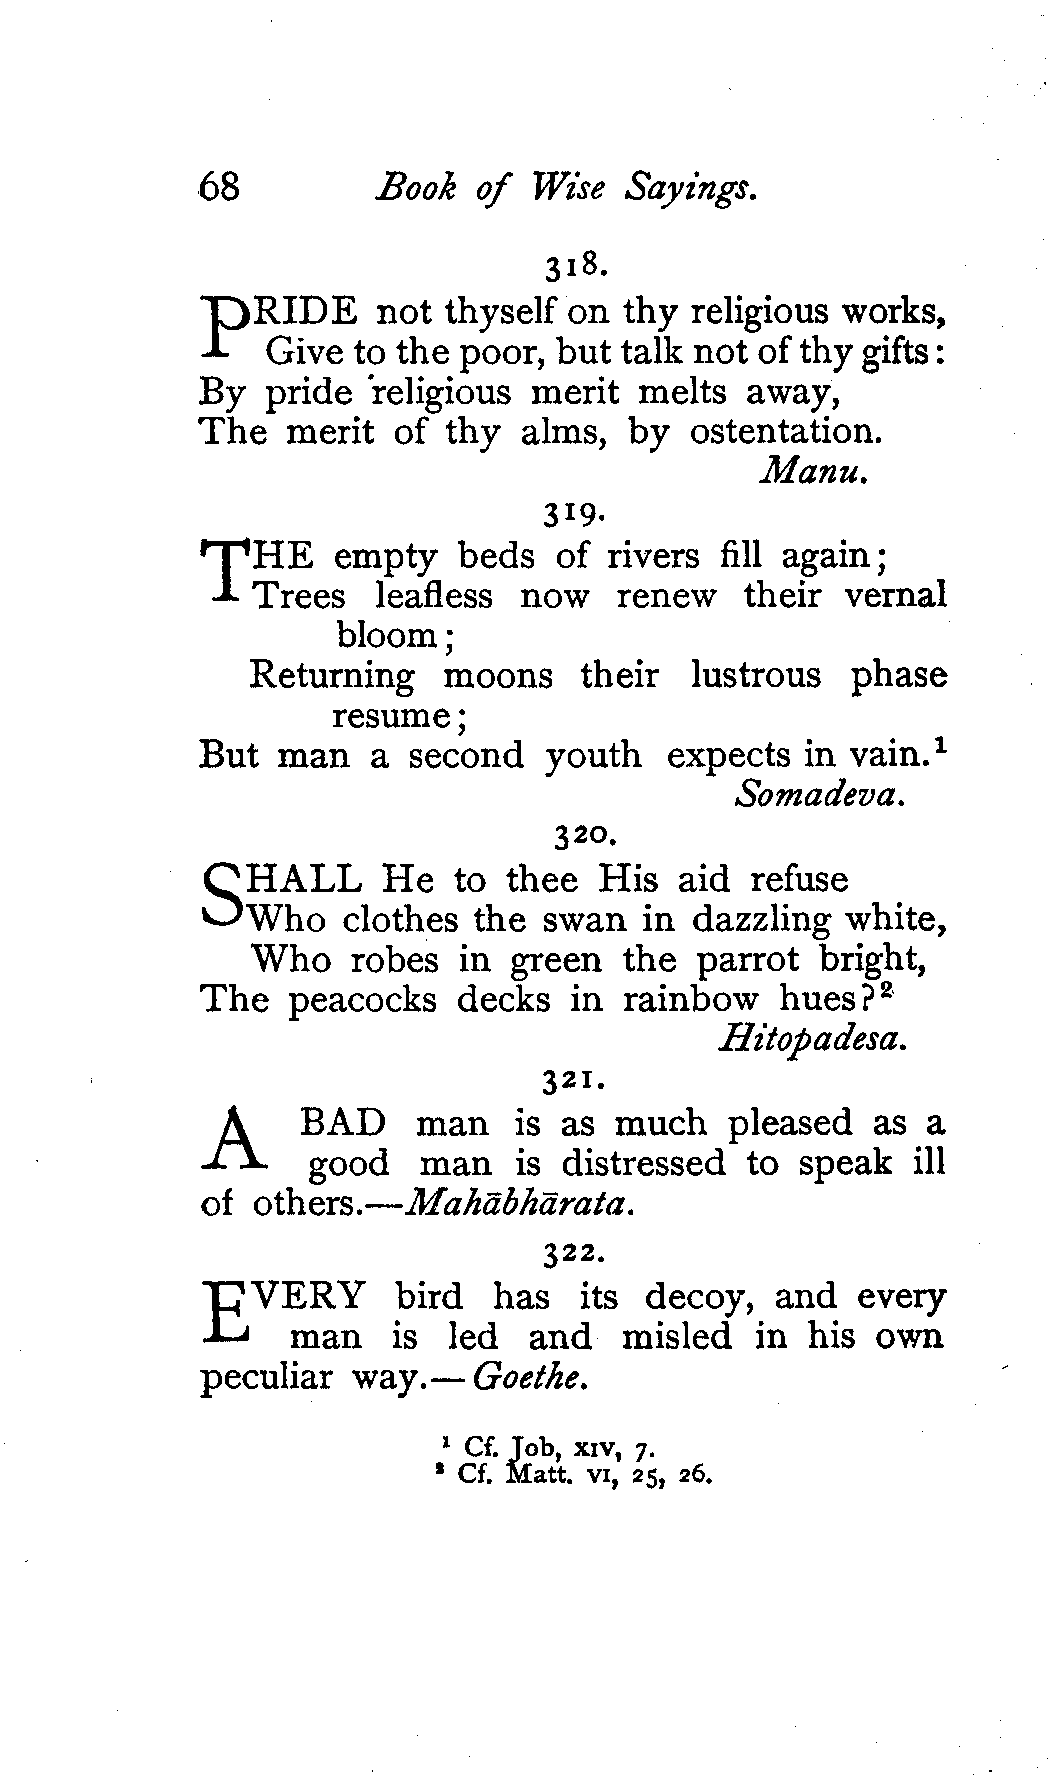 68 Book of Wise Sayings.
318.
PRIDE not thyself on thy religious works,
Give to the poor, but talk not of thy gifts:
By pride religious merit melts away,
The merit of thy alms, by ostentation.
Manu.
319.
THE empty beds of rivers fill again;
Trees leafless now renew their vernal
bloom;
Returning moons their lustrous phase
resume;
But man a second youth expects in vain.¹
Somadeva.
320.
SHALL He to thee His aid refuse
Who clothes the swan in dazzling white,
Who robes in green the parrot bright,
The peacocks decks in rainbow hues?²
Hitopadesa.
321.
A BAD man is as much pleased as a
good man is distressed to speak ill
of others.—Mahābhārata.
322.
EVERY bird has its decoy, and every
man is led and misled in his own
peculiar way.—Goethe.
¹ Cf. Job, XIV, 7.
² Cf. Matt. VI, 25, 26.